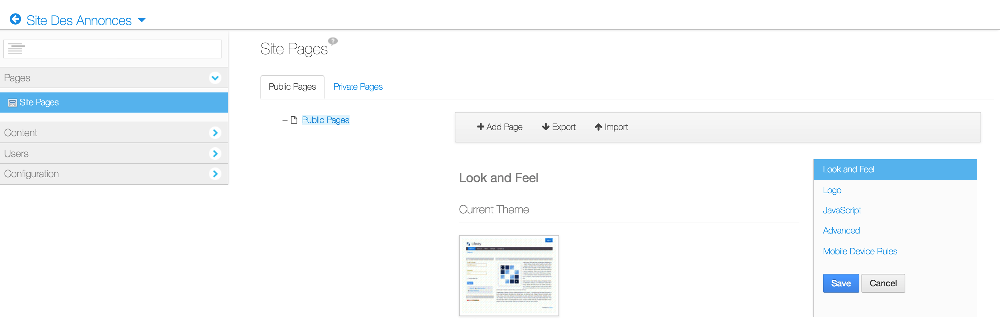 Site Des Annonces
Site Pages
?
Pages
Public Pages
Private Pages
Site Pages
Public Pages
Add Page
Export
Import
Content
Users
Configuration
Look and Feel
Current Theme
Liferay
Look and Feel
Logo
JavaScript
Advanced
Mobile Device Rules
Save
Cancel